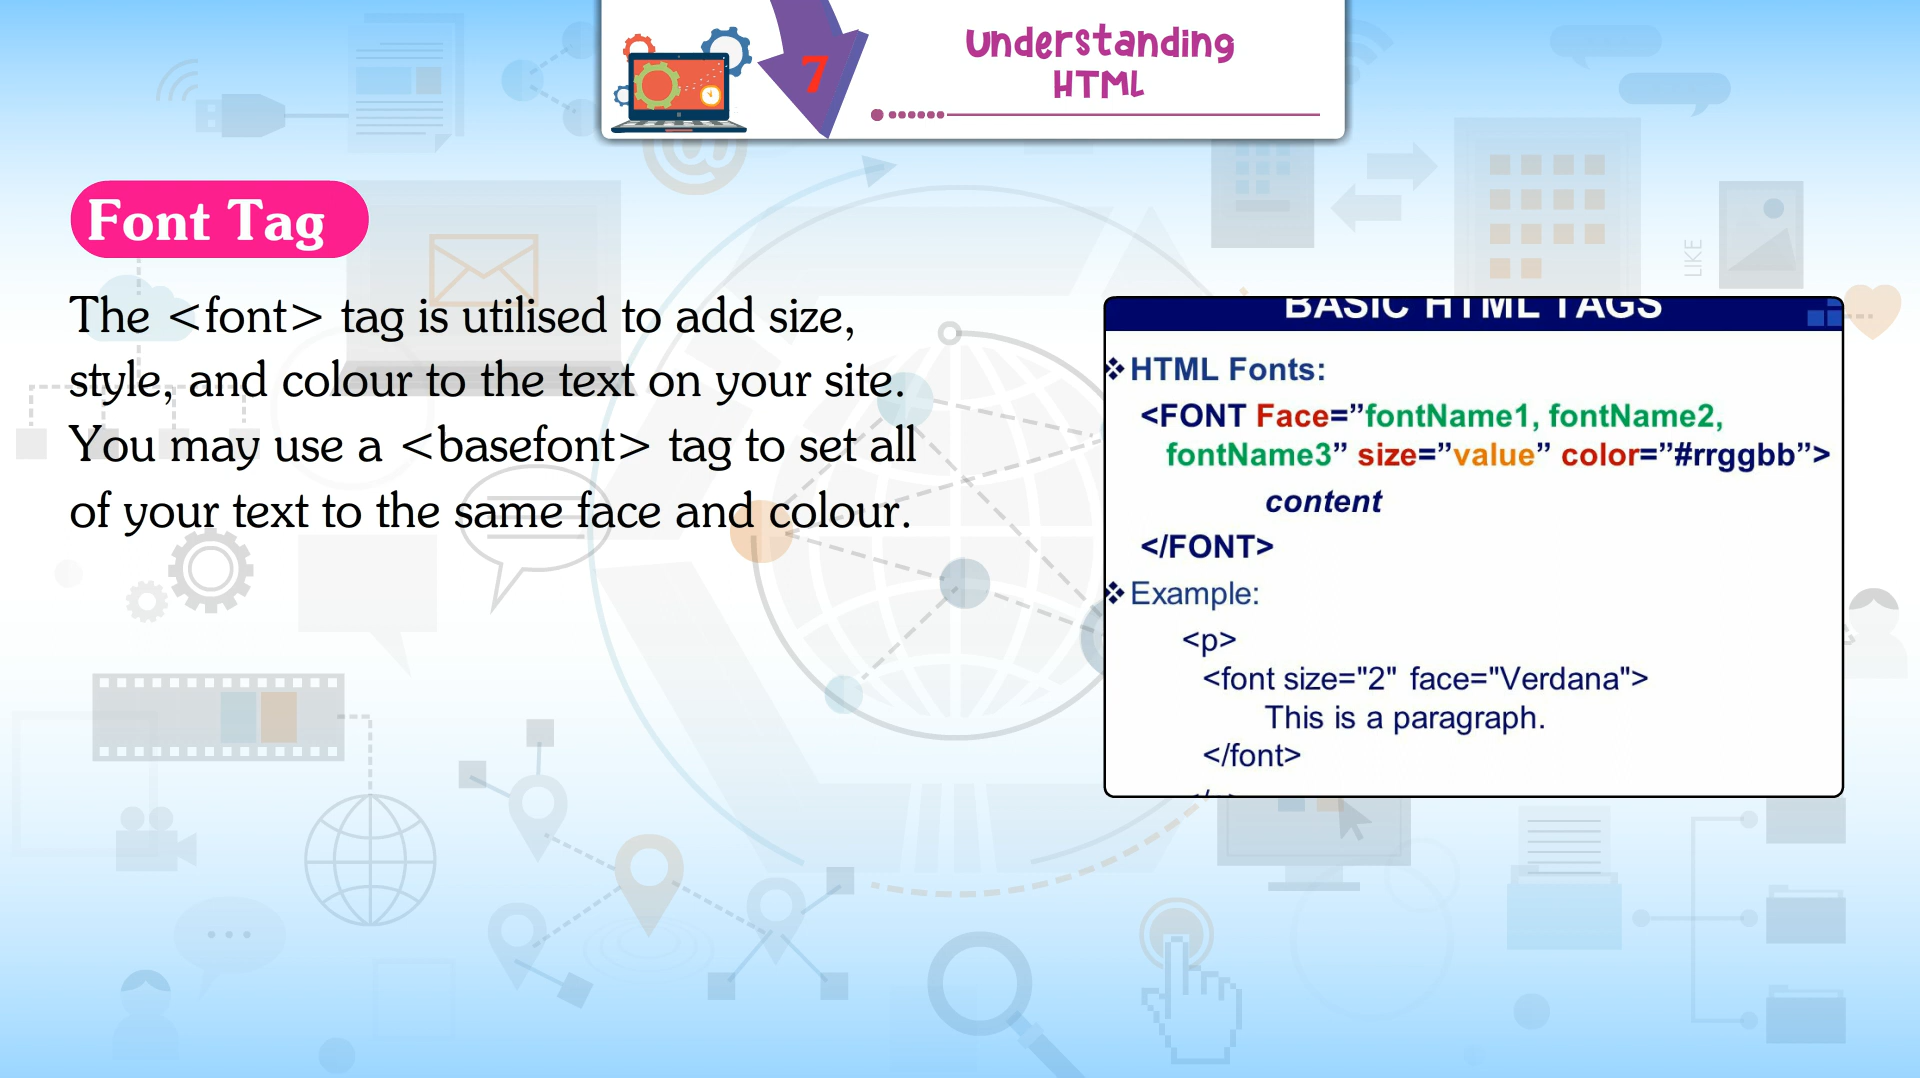 7
Understanding
HTML
Font Tag
The <font> tag is utilised to add size,
style, and colour to the text on your site.
You may use a <basefont> tag to set all
of your text to the same face and colour.
BASIC HTML TAGS
❖ HTML Fonts:
<FONT Face=”fontName1, fontName2,
fontName3” size=”value” color=”#rrggbb”>
content
</FONT>
❖ Example:
<p>
<font size="2" face="Verdana">
This is a paragraph.
</font>
@
LIKE